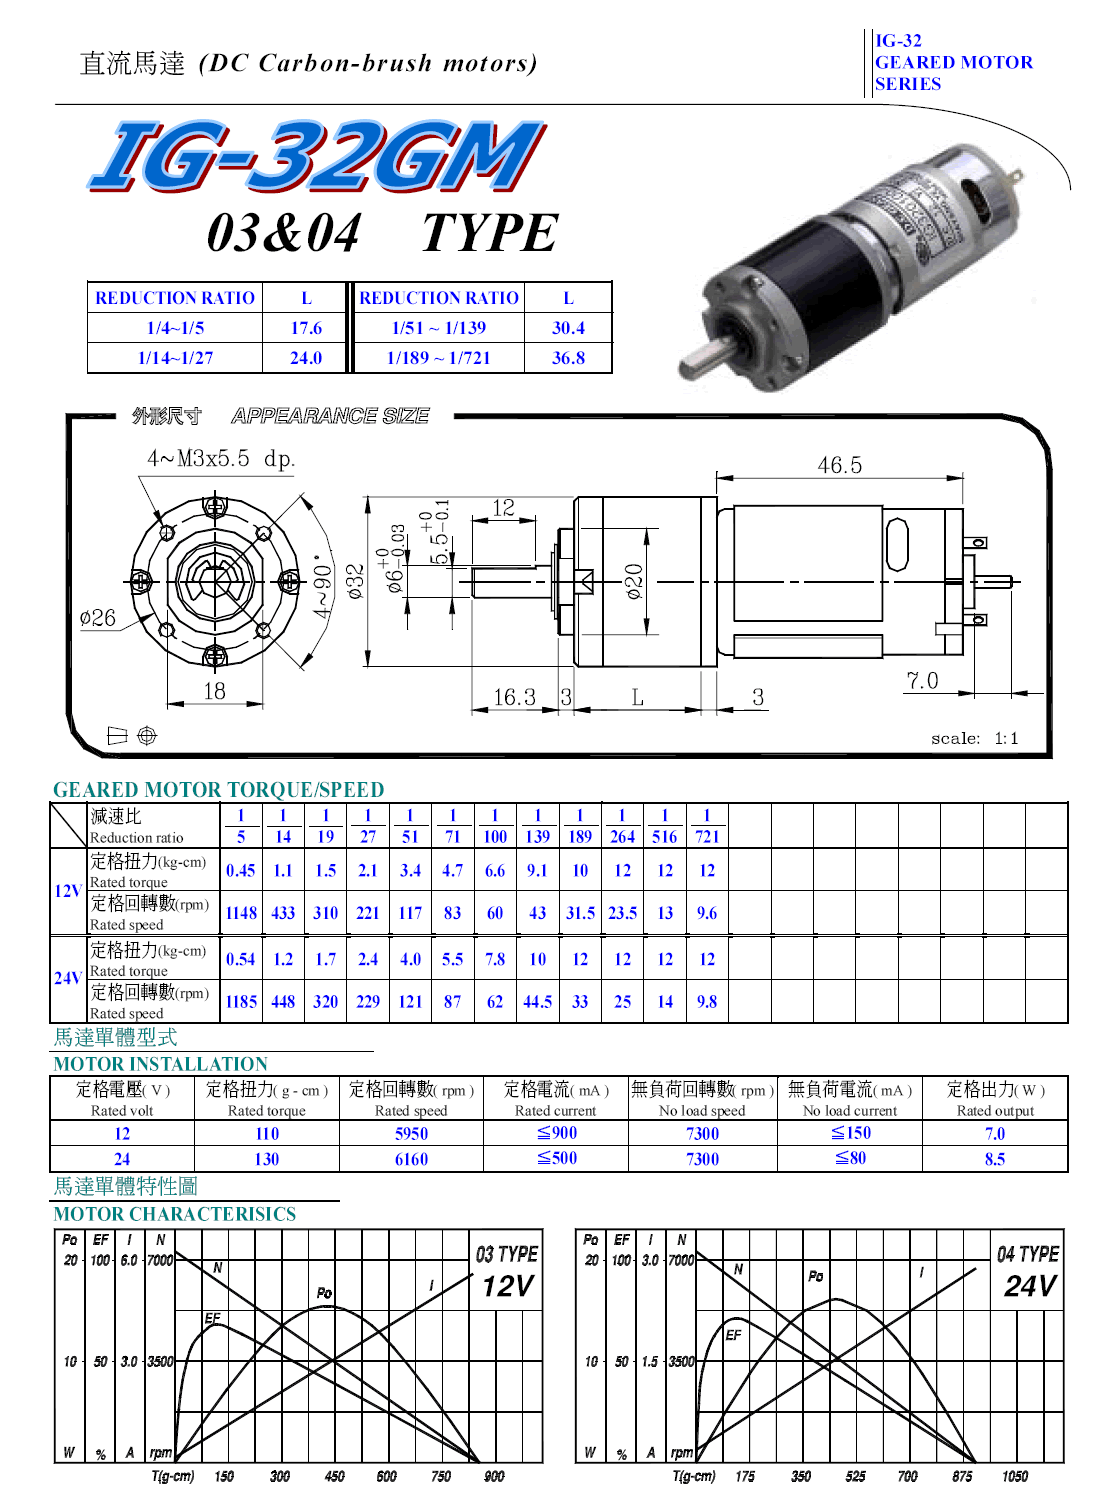 直流馬達 (DC Carbon-brush motors)
IG-32
GEARED MOTOR
SERIES
IG-32GM
03&04 TYPE
REDUCTION RATIO L REDUCTION RATIO L
1/4~1/5 17.6 1/51 ~ 1/139 30.4
1/14~1/27 24.0 1/189 ~ 1/721 36.8
外形尺寸 APPEARANCE SIZE
4~M3x5.5 dp.
4~90°
ø26
18
ø32
ø6+0-0.03
5.5+0-0.1
12
ø20
46.5
16.3 3 L 3
7.0
scale: 1:1
GEARED MOTOR TORQUE/SPEED
減速比 1 1 1 1 1 1 1 1 1 1 1 1
Reduction ratio 5 14 19 27 51 71 100 139 189 264 516 721
12V
定格扭力(kg-cm)
Rated torque
0.45 1.1 1.5 2.1 3.4 4.7 6.6 9.1 10 12 12 12
定格回轉數(rpm)
Rated speed
1148 433 310 221 117 83 60 43 31.5 23.5 13 9.6
24V
定格扭力(kg-cm)
Rated torque
0.54 1.2 1.7 2.4 4.0 5.5 7.8 10 12 12 12 12
定格回轉數(rpm)
Rated speed
1185 448 320 229 121 87 62 44.5 33 25 14 9.8
馬達單體型式
MOTOR INSTALLATION
定格電壓( V ) 定格扭力( g - cm ) 定格回轉數( rpm ) 定格電流( mA ) 無負荷回轉數( rpm ) 無負荷電流( mA ) 定格出力( W )
Rated volt Rated torque Rated speed Rated current No load speed No load current Rated output
12 110 5950 ≦900 7300 ≦150 7.0
24 130 6160 ≦500 7300 ≦80 8.5
馬達單體特性圖
MOTOR CHARACTERISICS
Po EF I N
20 100 6.0 7000
10 50 3.0 3500
W % A rpm
N
Po
I
EF
03 TYPE
12V
T(g-cm) 150 300 450 600 750 900
Po EF I N
20 100 3.0 7000
10 50 1.5 3500
W % A rpm
N
Po
I
EF
04 TYPE
24V
T(g-cm) 175 350 525 700 875 1050